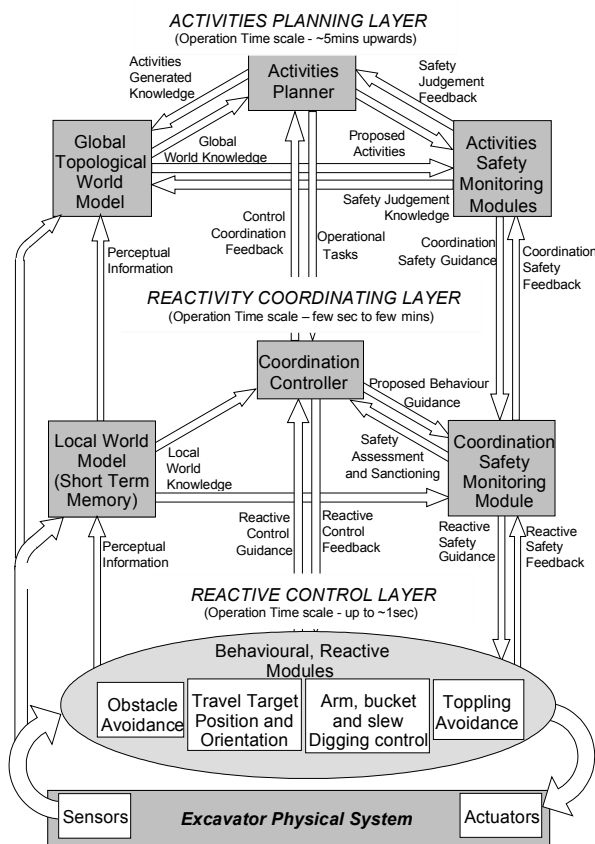 ACTIVITIES PLANNING LAYER
(Operation Time scale - ~5mins upwards)
Activities
Generated
Knowledge
Activities
Planner
Safety
Judgement
Feedback
Global
Topological
World
Model
Global
World Knowledge
Proposed
Activities
Activities
Safety
Monitoring
Modules
Safety Judgement
Knowledge
Perceptual
Information
Control
Coordination
Feedback
Operational
Tasks
Coordination
Safety Guidance
Coordination
Safety
Feedback
REACTIVITY COORDINATING LAYER
(Operation Time scale – few sec to few mins)
Coordination
Controller
Proposed Behaviour
Guidance
Local World
Model
(Short Term
Memory)
Local
World
Knowledge
Safety
Assessment
and Sanctioning
Coordination
Safety
Monitoring
Module
Perceptual
Information
Reactive
Control
Guidance
Reactive
Control
Feedback
Reactive
Safety
Guidance
Reactive
Safety
Feedback
REACTIVE CONTROL LAYER
(Operation Time scale - up to ~1sec)
Behavioural, Reactive
Modules
Obstacle
Avoidance
Travel Target
Position and
Orientation
Arm, bucket
and slew
Digging control
Toppling
Avoidance
Sensors
Excavator Physical System
Actuators